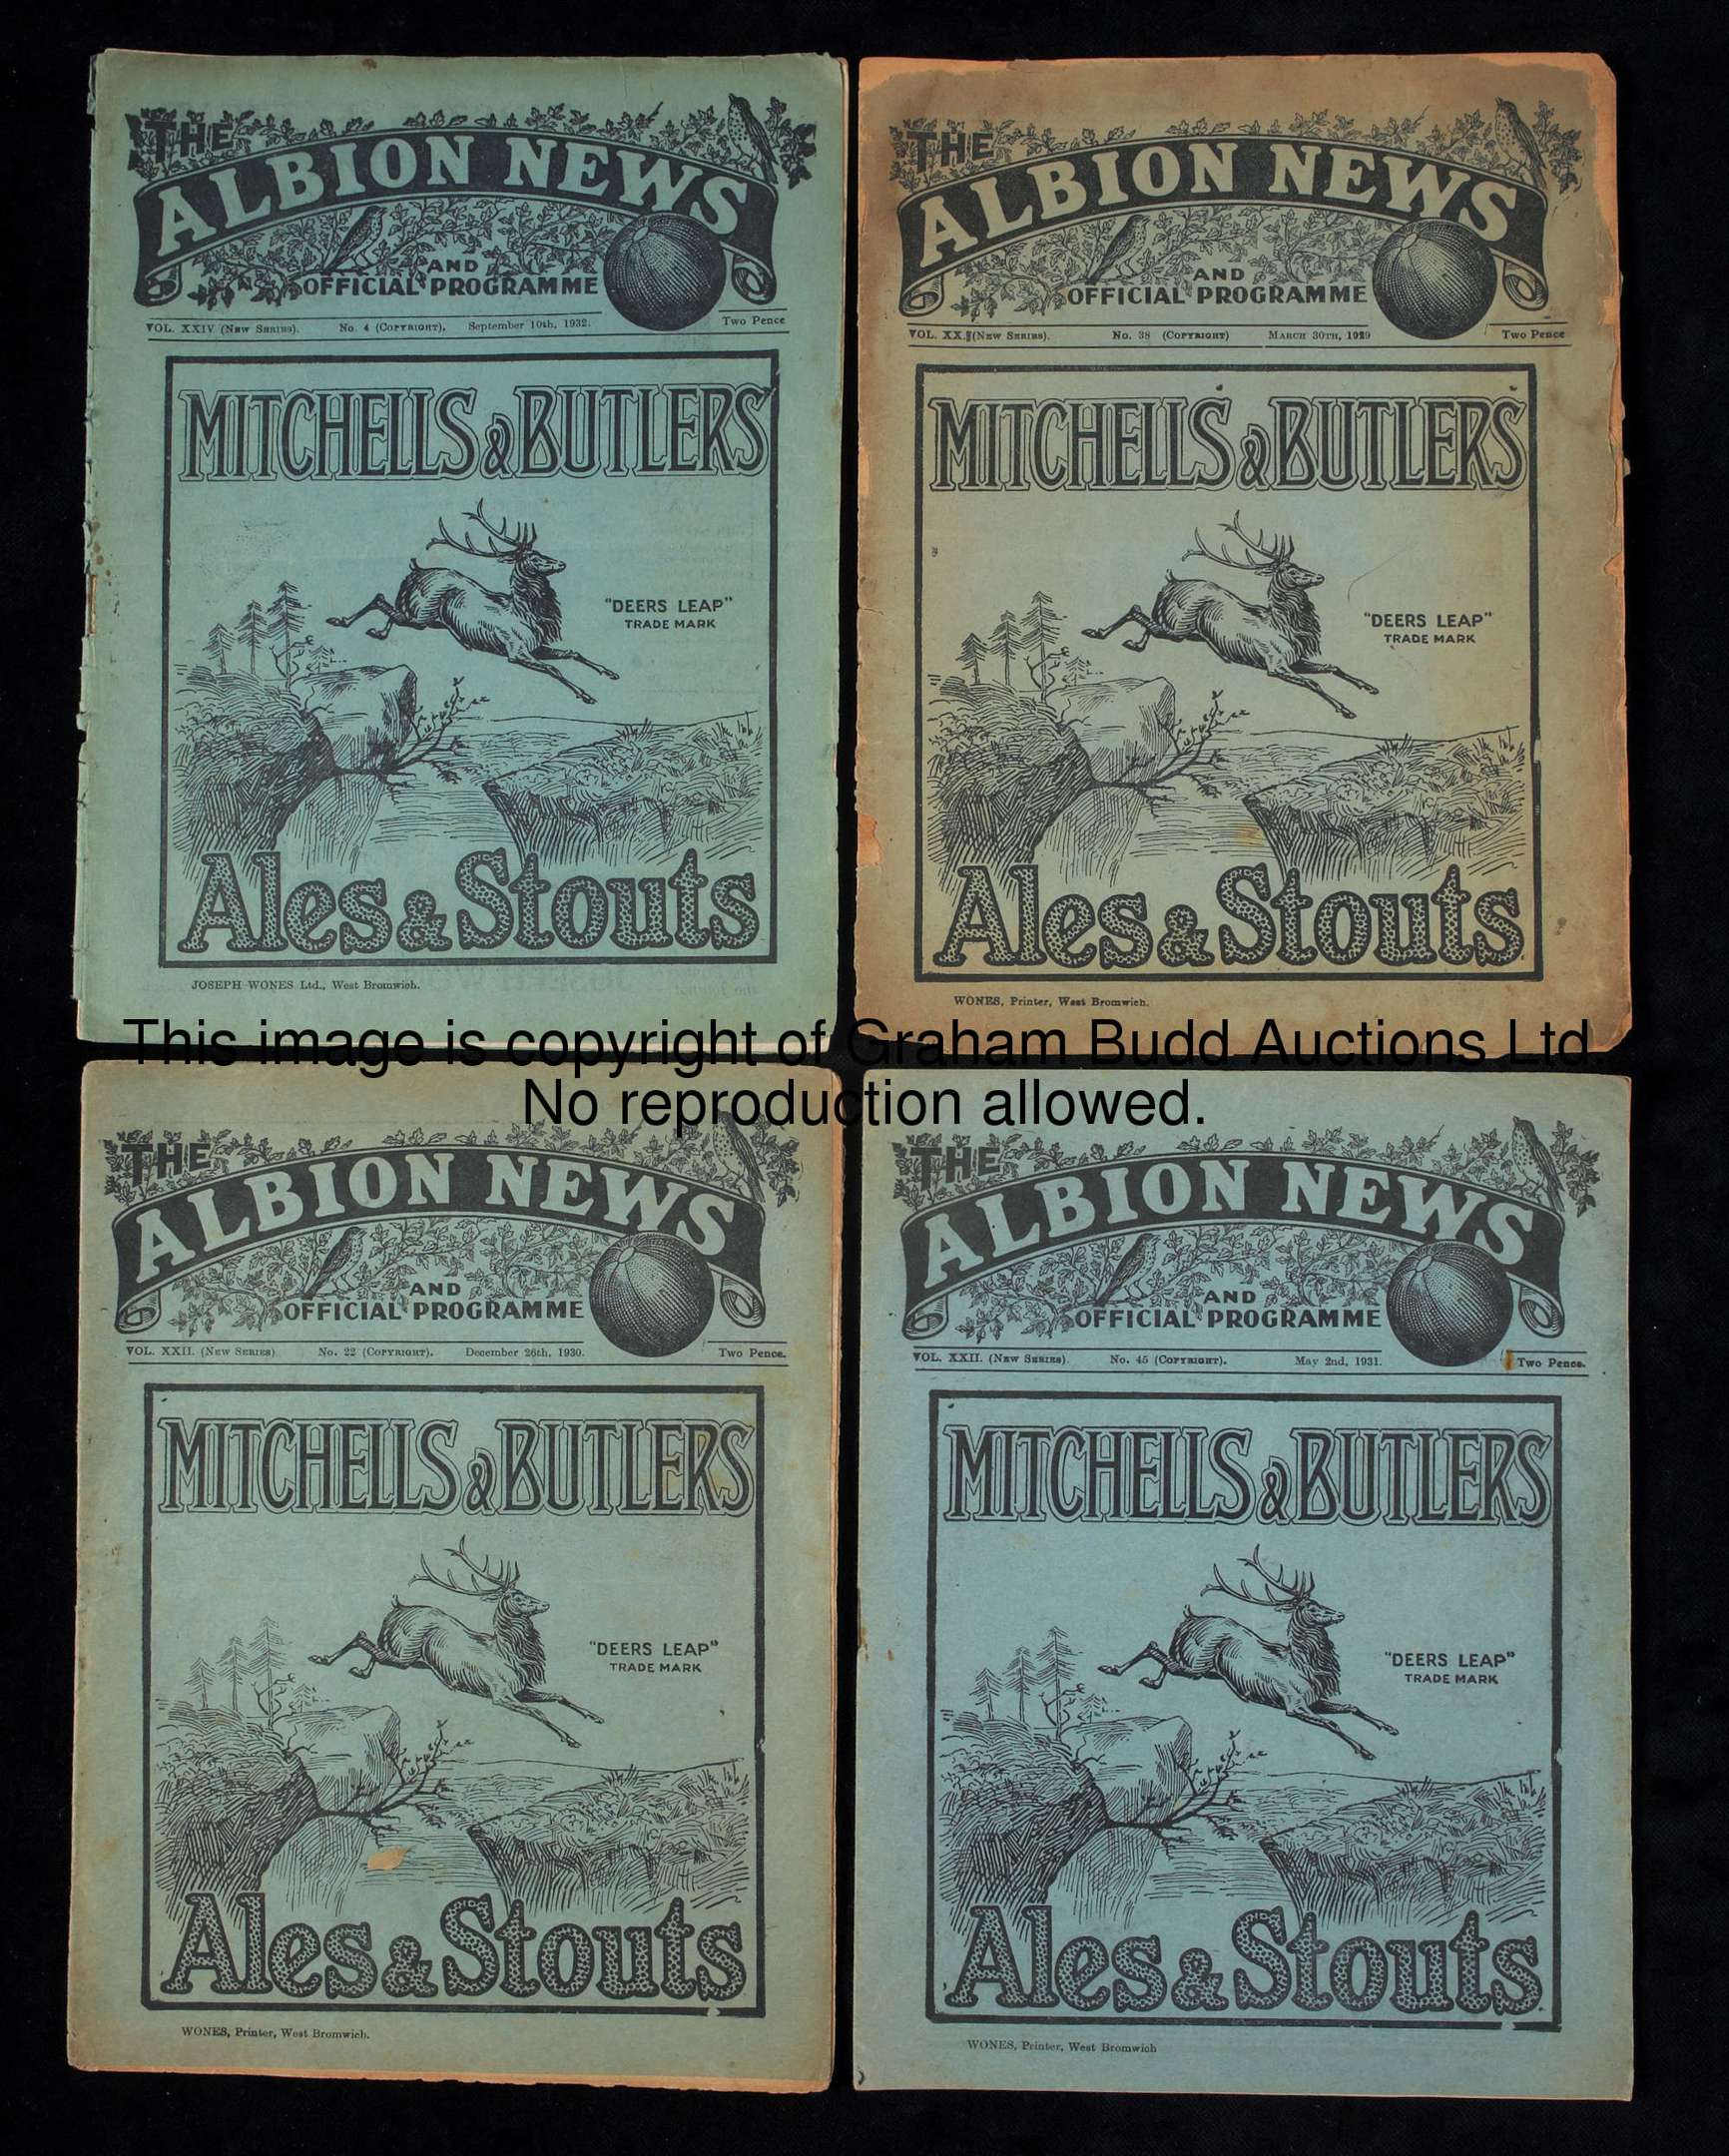 THE
ALBION NEWS
AND
OFFICIAL PROGRAMME
VOL. XXIV (New Series). No. 4 (Copyright). September 10th, 1932. Two Pence
MITCHELLS & BUTLERS
"DEERS LEAP"
TRADE MARK
Ales & Stouts
JOSEPH WONES Ltd., West Bromwich.
THE
ALBION NEWS
AND
OFFICIAL PROGRAMME
VOL. (New Series). No. 38 (Copyright) March 30th, 1929 Two Pence
MITCHELLS & BUTLERS
"DEERS LEAP"
TRADE MARK
Ales & Stouts
WONES, Printer, West Bromwich.
This image is copyright of Graham Budd Auctions Ltd
No reproduction allowed.
THE
ALBION NEWS
AND
OFFICIAL PROGRAMME
VOL. XXII. (New Series) No. 22 (Copyright). December 26th, 1930. Two Pence.
MITCHELLS & BUTLERS
"DEERS LEAP"
TRADE MARK
Ales & Stouts
WONES, Printer, West Bromwich.
THE
ALBION NEWS
AND
OFFICIAL PROGRAMME
VOL. XXII. (New Series) No. 45 (Copyright). May 2nd, 1931. Two Pence.
MITCHELLS & BUTLERS
"DEERS LEAP"
TRADE MARK
Ales & Stouts
WONES, Printer, West Bromwich